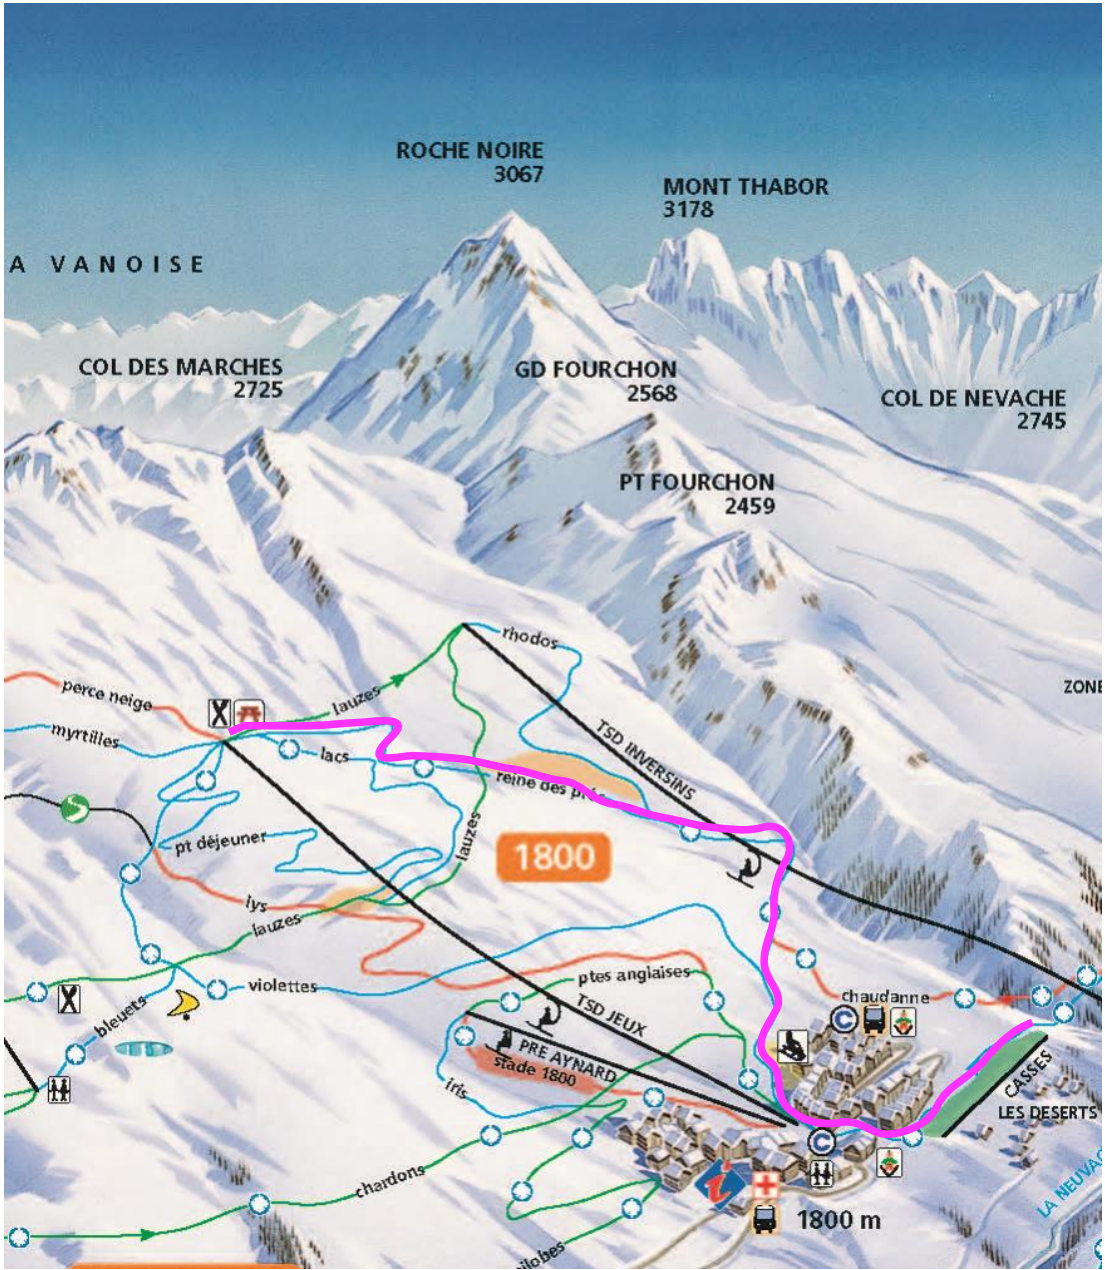 ROCHE NOIRE
3067
MONT THABOR
3178
A VANOISE
COL DES MARCHES
2725
GD FOURCHON
2568
COL DE NEVACHE
2745
PT FOURCHON
2459
rhodos
ZONE
perce neige
lauzes
X
TSD INVERSINS
myrtilles
lacs
reine des
pt déjeuner
lauzes
1800
lys
lauzes
ptes anglaises
violettes
chaudanne
C
X
bleuets
TSD JEUX
PRE AYNARD
stade 1800
CASSES
iris
LES DESERTS
C
chardons
i
LA NEUVAC
1800 m
ilobes